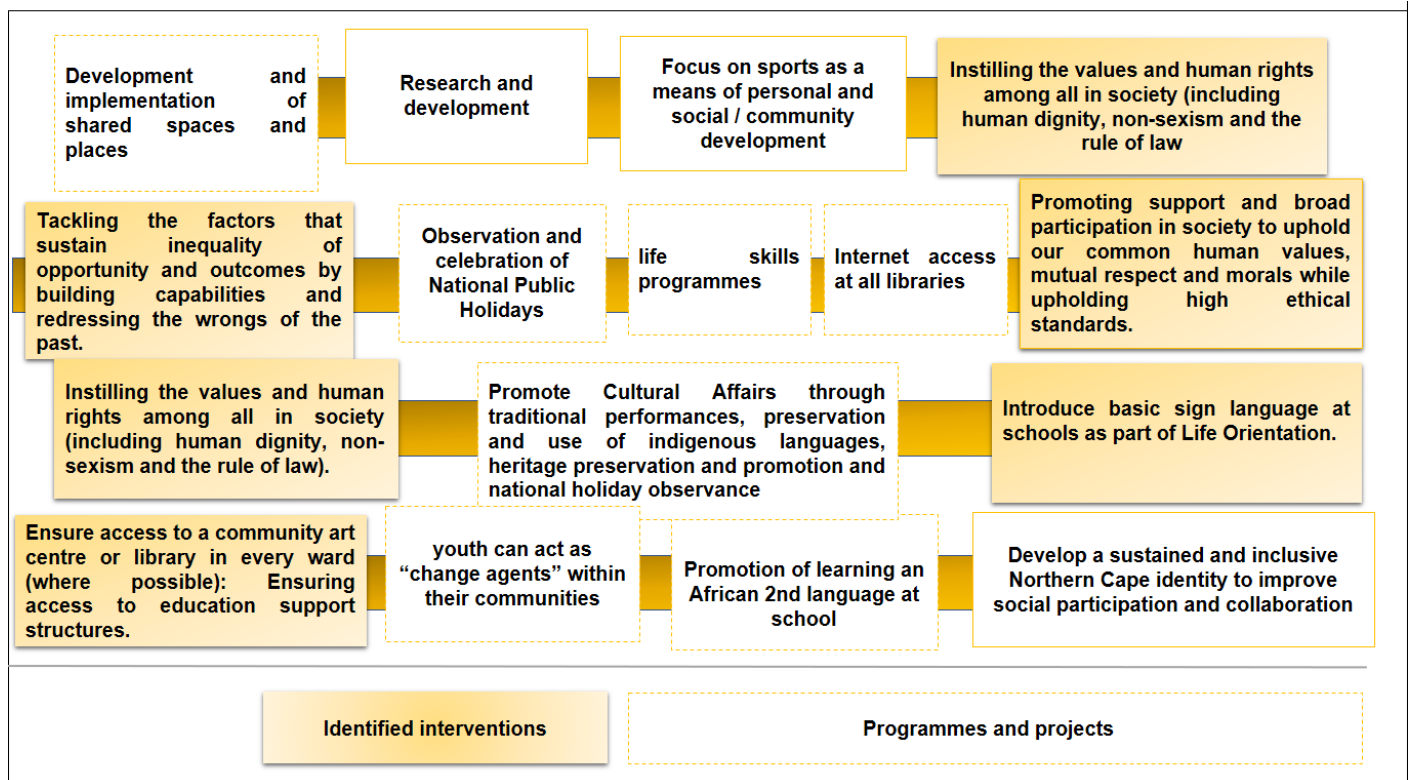 Development and
implementation of
shared spaces and
places
Research and
development
Focus on sports as a
means of personal and
social / community
development
Instilling the values and human rights
among all in society (including
human dignity, non-sexism and the
rule of law
Tackling the factors that
sustain inequality of
opportunity and outcomes by
building capabilities and
redressing the wrongs of the
past.
Observation and
celebration of
National Public
Holidays
life skills
programmes
Internet access
at all libraries
Promoting support and broad
participation in society to uphold
our common human values,
mutual respect and morals while
upholding high ethical
standards.
Instilling the values and human
rights among all in society
(including human dignity, non-
sexism and the rule of law).
Promote Cultural Affairs through
traditional performances, preservation
and use of indigenous languages,
heritage preservation and promotion and
national holiday observance
Introduce basic sign language at
schools as part of Life Orientation.
Ensure access to a community art
centre or library in every ward
(where possible): Ensuring
access to education support
structures.
youth can act as
“change agents” within
their communities
Promotion of learning an
African 2nd language at
school
Develop a sustained and inclusive
Northern Cape identity to improve
social participation and collaboration
Identified interventions
Programmes and projects